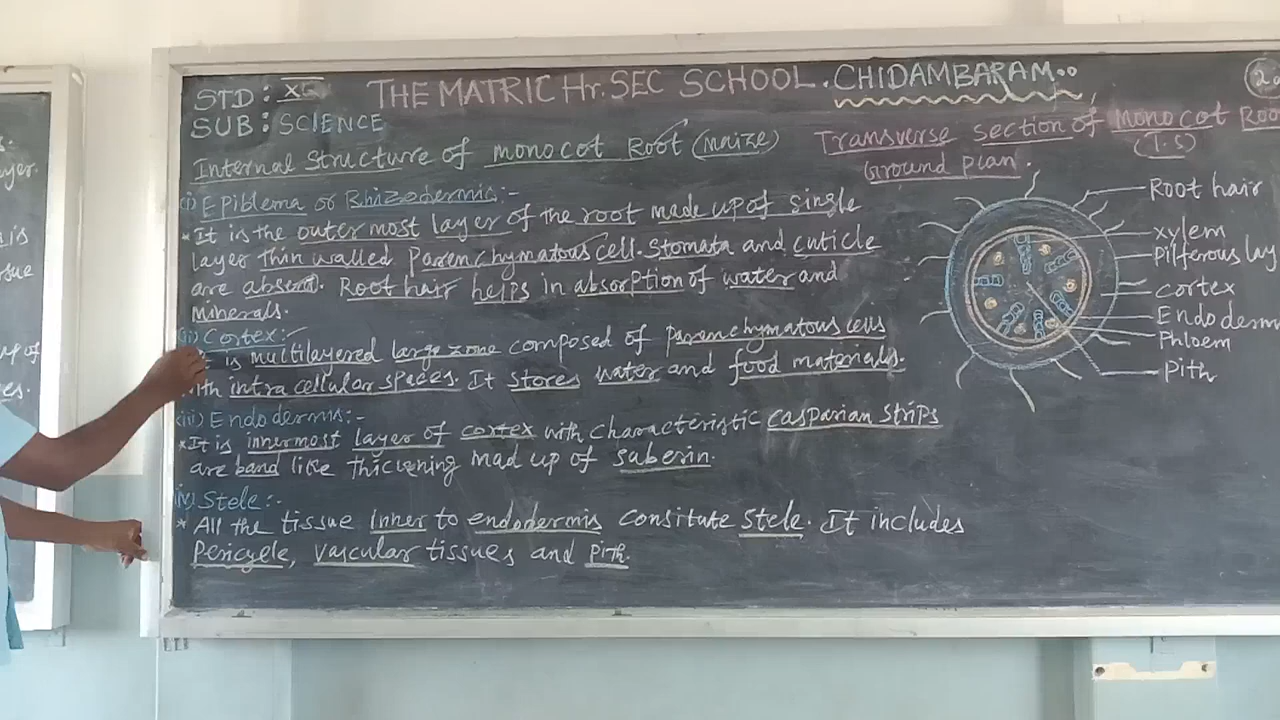 STD:
THE MATRIC Hr. SEC SCHOOL. CHIDAMBARAM..
SUB: SCIENCE
Internal Structure of monocot Root (maize)
(i) Epiblema or Rhizodermis:-
* It is the outermost layer of the root made up of single
layer thin walled Parenchymatous cell. Stomata and cuticle
are absent. Root hair helps in absorption of water and
minerals.
(ii) Cortex:-
is multilayered large zone composed of Parenchymatous cells
with intra cellular spaces. It stores water and food materials.
(iii) Endodermis:-
* It is innermost layer of cortex with characteristic casparian strips
are band like thickening mad up of suberin.
iv) Stele:-
* All the tissue inner to endodermis consitute stele. It includes
Pericycle, vascular tissues and Pith.
Transverse section of monocot Roo
(T.S)
Ground plan.
Root hair
xylem
Pilferous lay
cortex
Endoderm
Phloem
Pith
ayer.
up of
es.